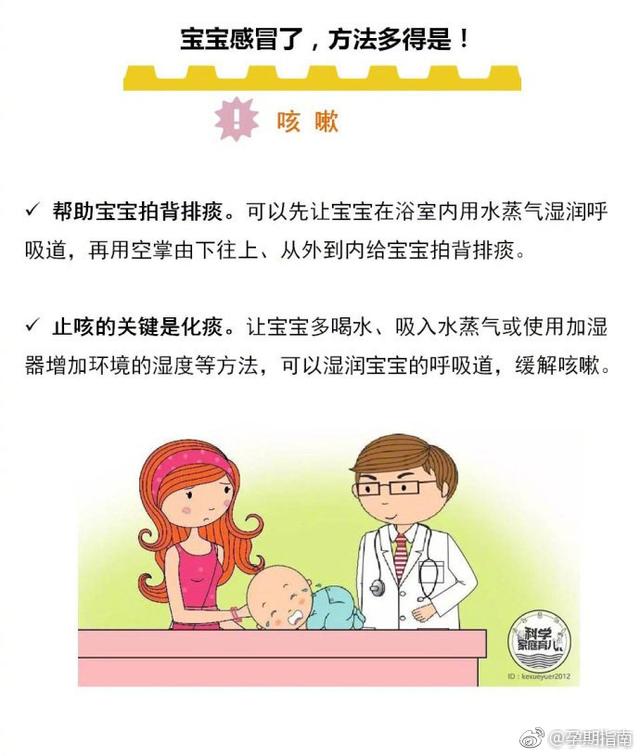 宝宝感冒了，方法多得是！
!
咳 嗽
✓ 帮助宝宝拍背排痰。可以先让宝宝在浴室内用水蒸气湿润呼
吸道，再用空掌由下往上、从外到内给宝宝拍背排痰。
✓ 止咳的关键是化痰。让宝宝多喝水、吸入水蒸气或使用加湿
器增加环境的湿度等方法，可以湿润宝宝的呼吸道，缓解咳嗽。
科学
家庭育儿
ID：kexueyuer2012
@孕期指南